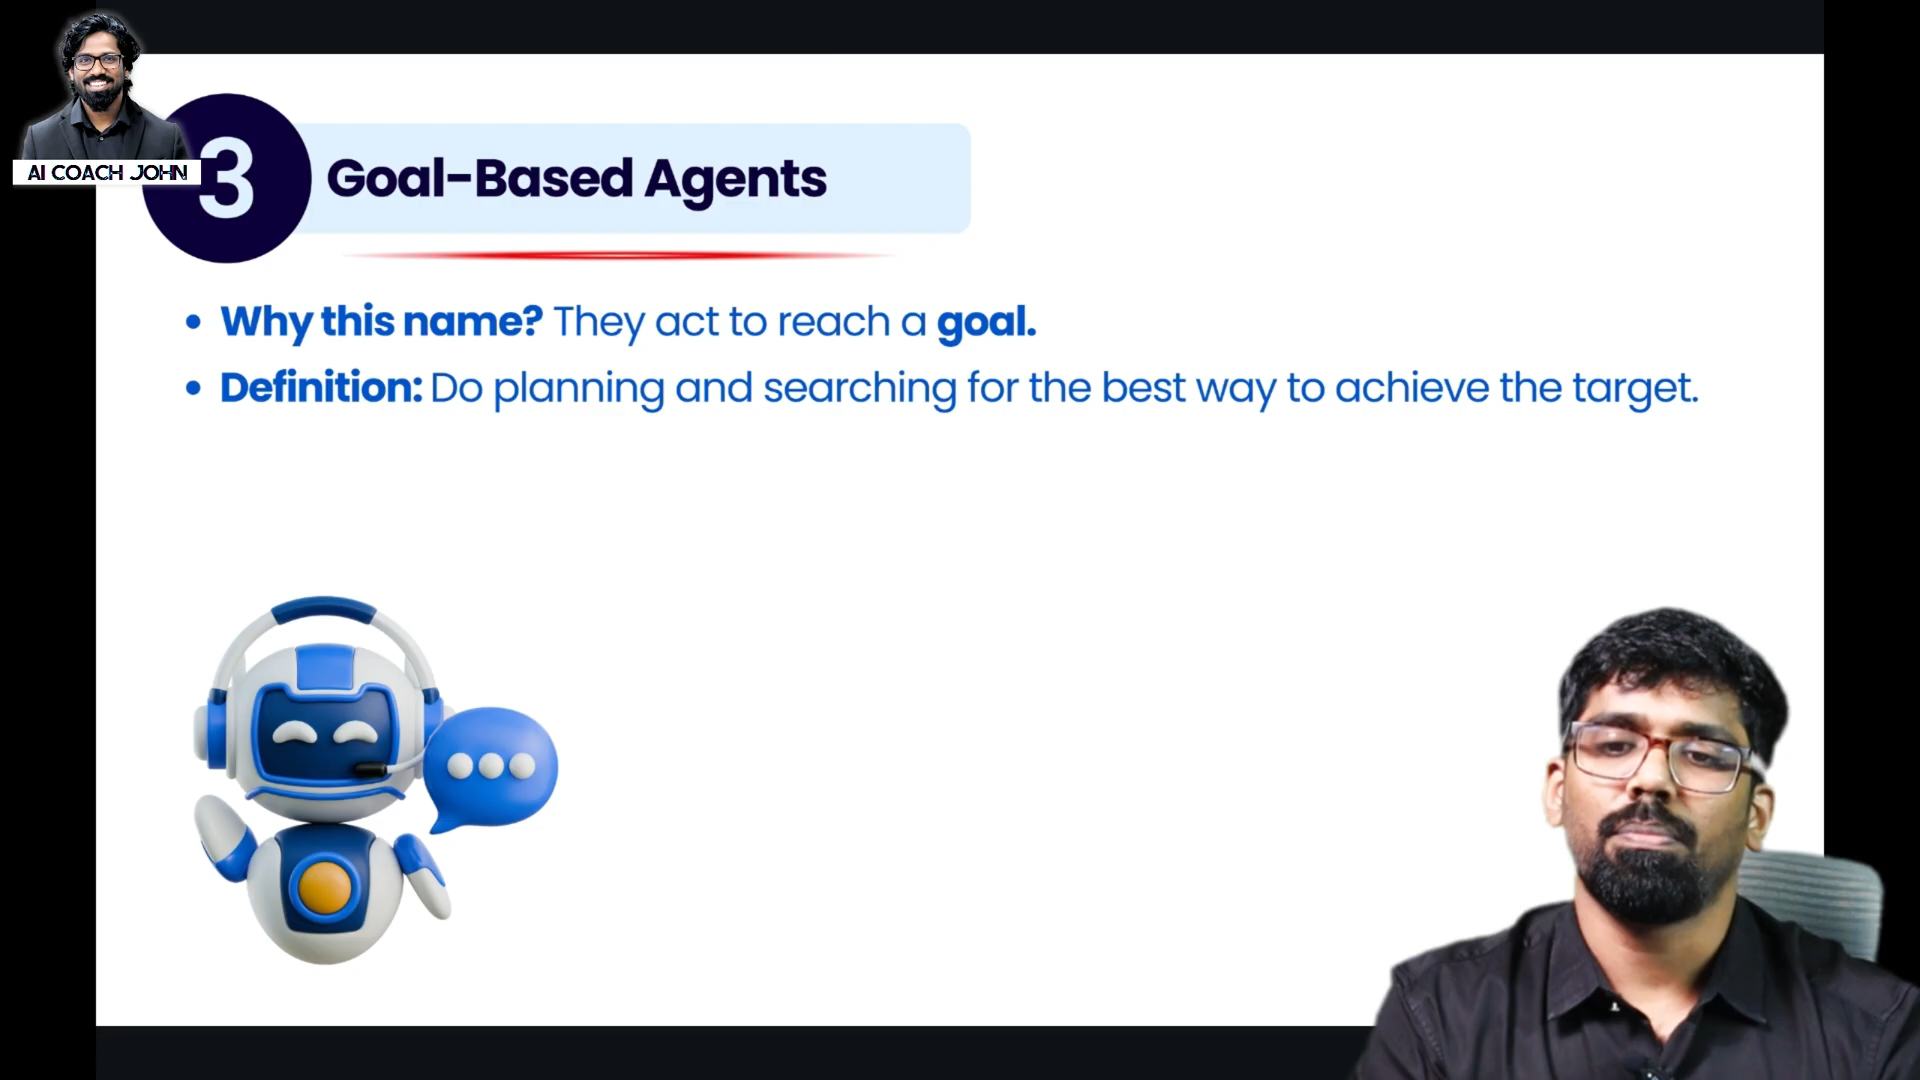 AI COACH JOHN
3
Goal-Based Agents
• Why this name? They act to reach a goal.
• Definition: Do planning and searching for the best way to achieve the target.